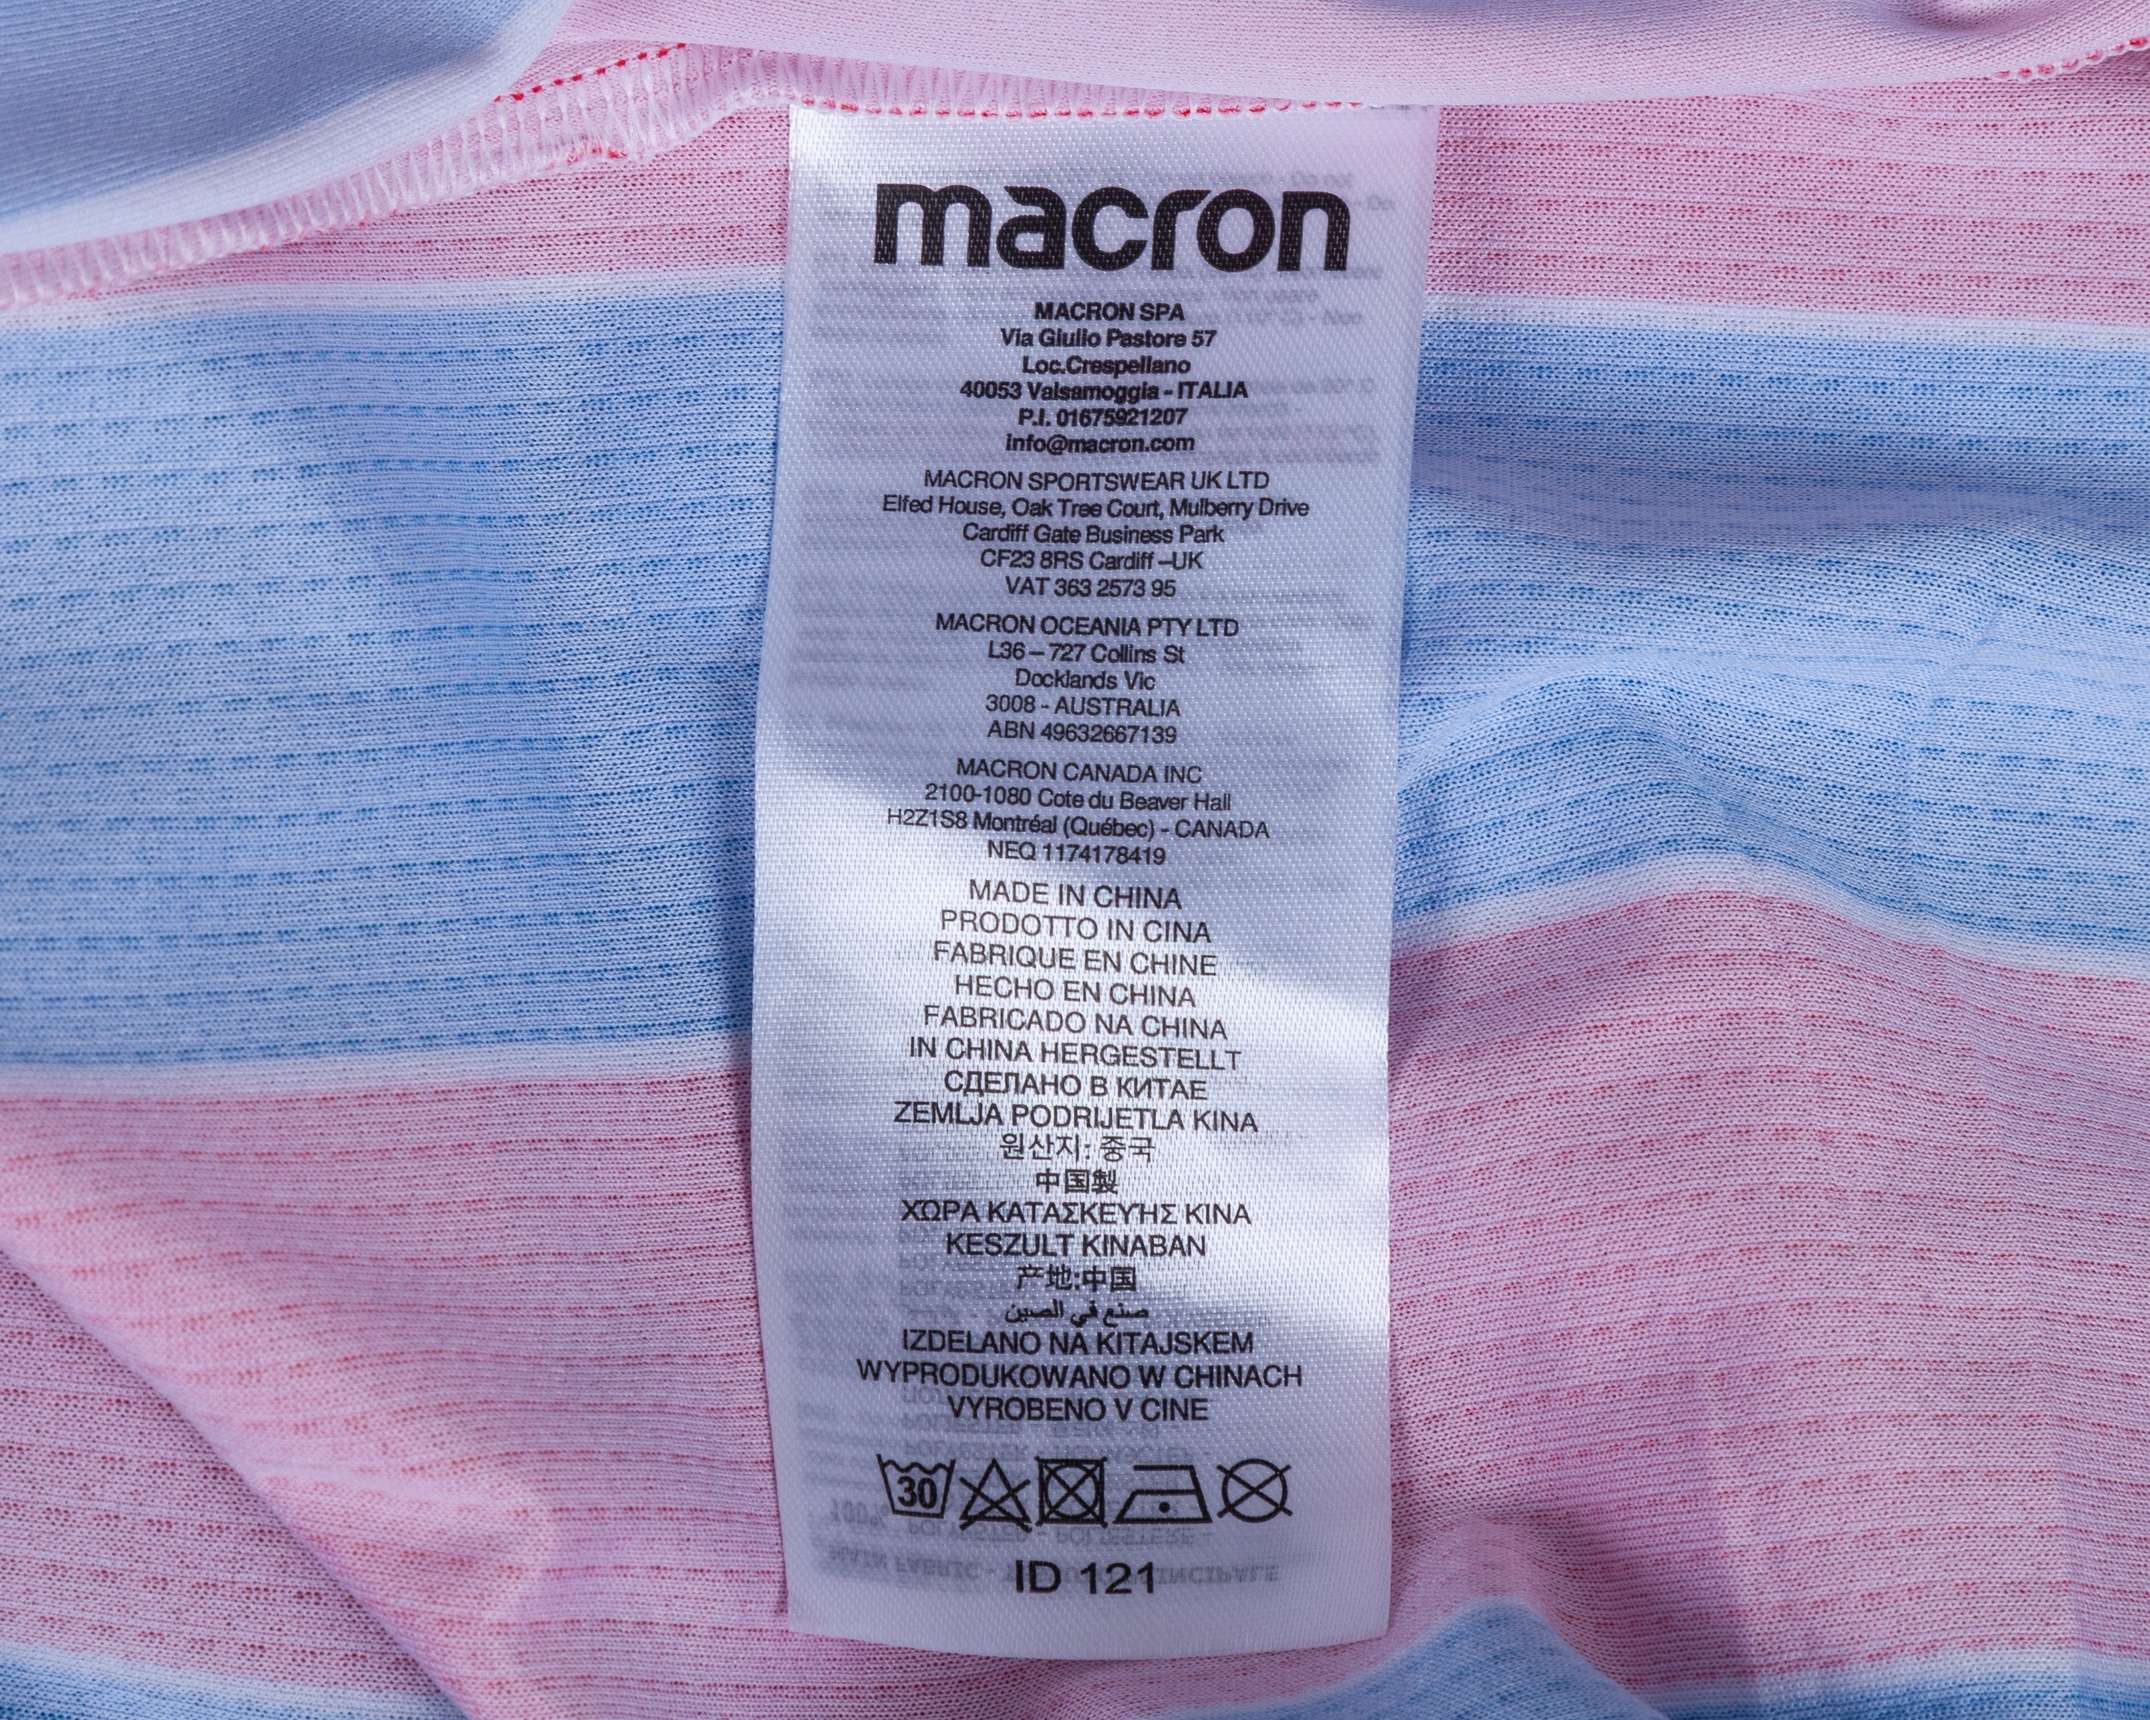 macron
MACRON SPA
Via Giulio Pastore 57
Loc.Crespellano
40053 Valsamoggia - ITALIA
P.I. 01675921207
info@macron.com
MACRON SPORTSWEAR UK LTD
Elfed House, Oak Tree Court, Mulberry Drive
Cardiff Gate Business Park
CF23 8RS Cardiff –UK
VAT 363 2573 95
MACRON OCEANIA PTY LTD
L36 – 727 Collins St
Docklands Vic
3008 - AUSTRALIA
ABN 49632667139
MACRON CANADA INC
2100-1080 Cote du Beaver Hall
H2Z1S8 Montréal (Québec) - CANADA
NEQ 1174178419
MADE IN CHINA
PRODOTTO IN CINA
FABRIQUE EN CHINE
HECHO EN CHINA
FABRICADO NA CHINA
IN CHINA HERGESTELLT
СДЕЛАНО В КИТАЕ
ZEMLJA PODRIJETLA KINA
원산지: 중국
中国製
ΧΩΡΑ ΚΑΤΑΣΚΕΥΉΣ ΚΊΝΑ
KESZULT KINABAN
产地:中国
صنع في الصين
IZDELANO NA KITAJSKEM
WYPRODUKOWANO W CHINACH
VYROBENO V CINE
30
ID 121